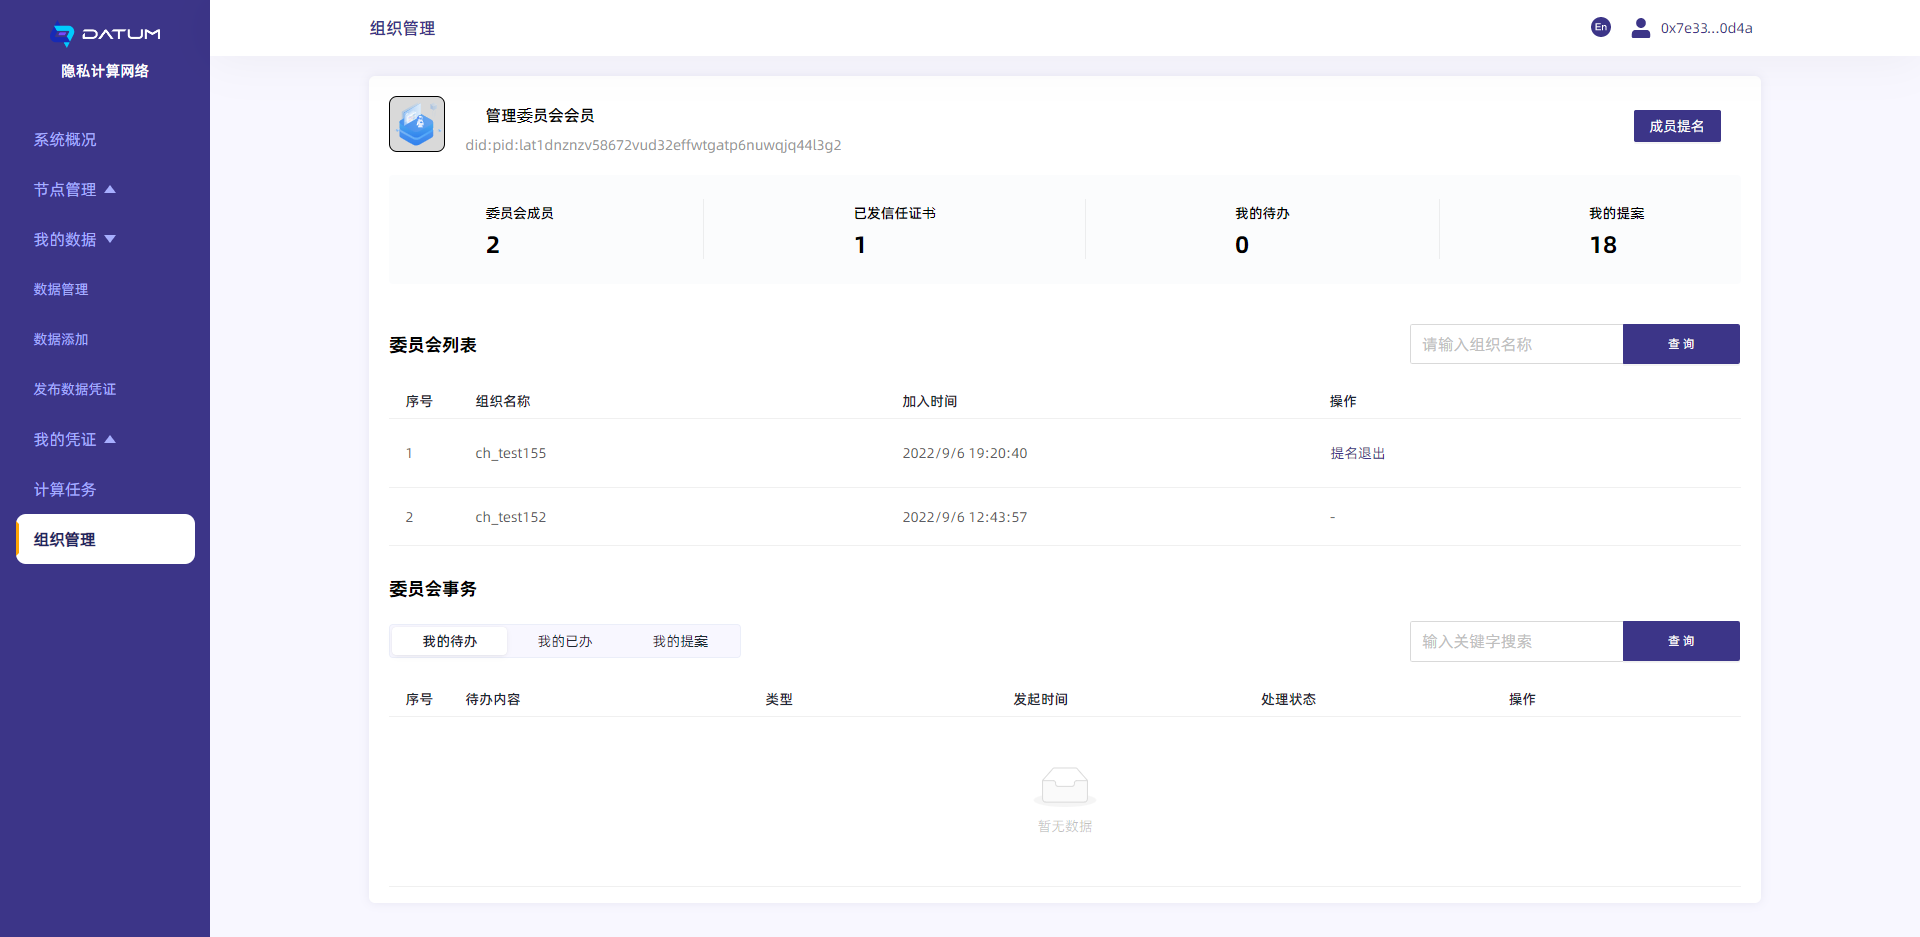 DATUM
隐私计算网络
系统概况
节点管理
我的数据
数据管理
数据添加
发布数据凭证
我的凭证
计算任务
组织管理
组织管理
En
0x7e33...0d4a
管理委员会会员
did:pid:lat1dnznzv58672vud32effwtgatp6nuwqjq44l3g2
成员提名
委员会成员
2
已发信任证书
1
我的待办
0
我的提案
18
委员会列表
请输入组织名称
查 询
序号 组织名称 加入时间 操作
1 ch_test155 2022/9/6 19:20:40 提名退出
2 ch_test152 2022/9/6 12:43:57 -
委员会事务
我的待办 我的已办 我的提案
输入关键字搜索
查 询
序号 待办内容 类型 发起时间 处理状态 操作
暂无数据